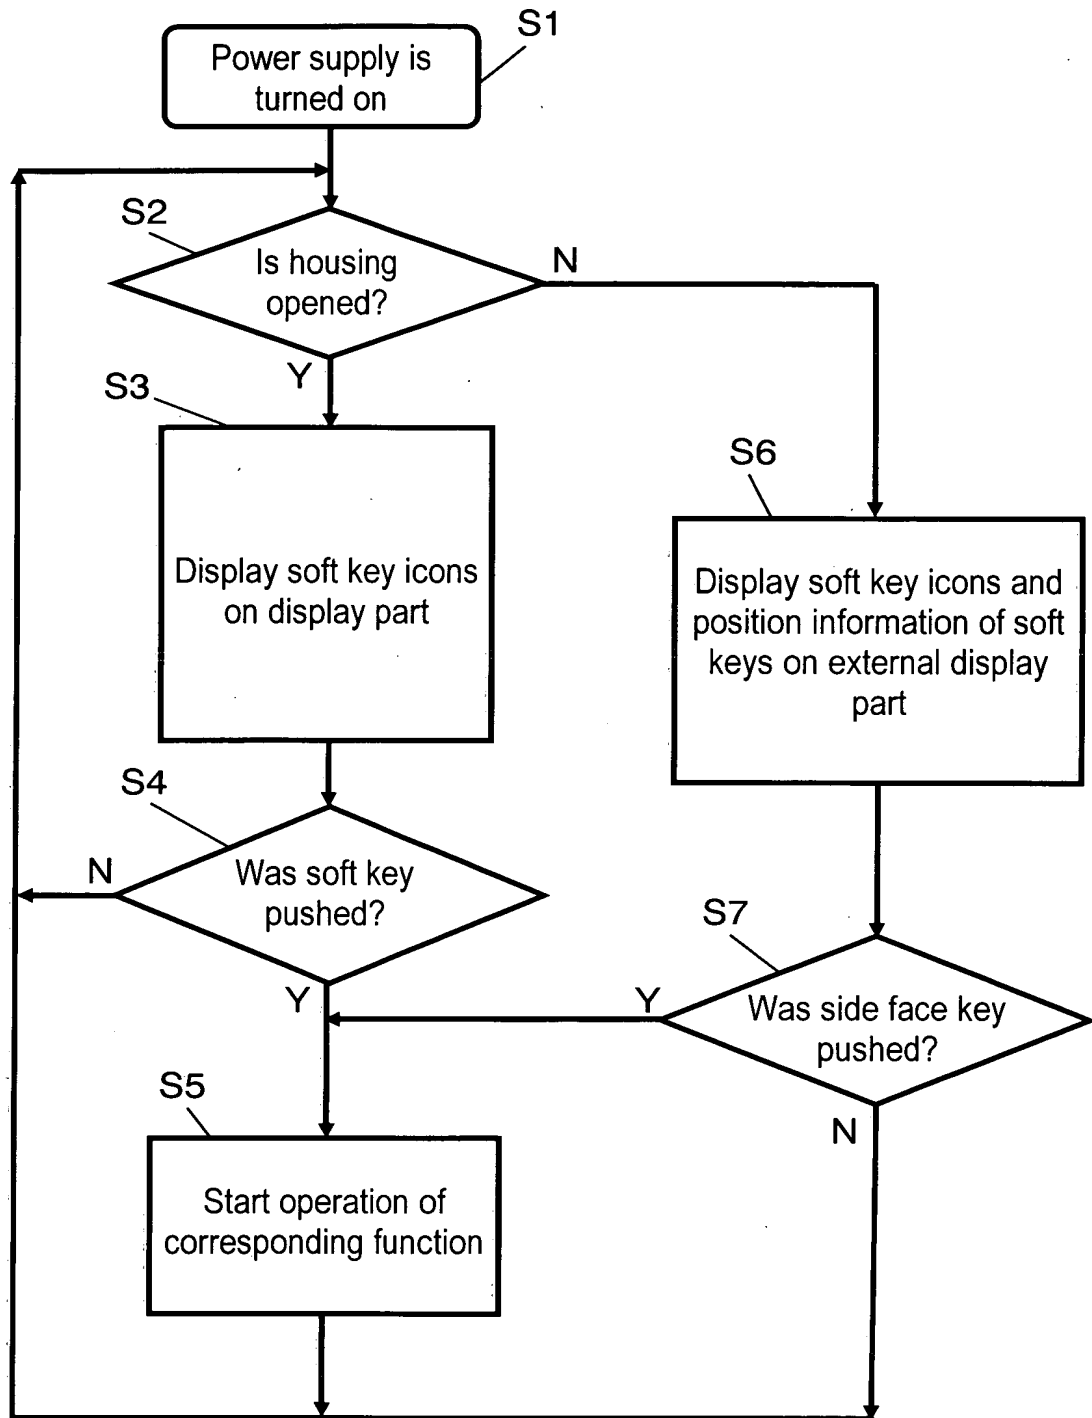 S1
Power supply is
turned on
S2
Is housing
opened?
N
Y
S3
Display soft key icons
on display part
S6
Display soft key icons and
position information of soft
keys on external display
part
S4
Was soft key
pushed?
N
Y
S7
Was side face key
pushed?
Y
N
S5
Start operation of
corresponding function